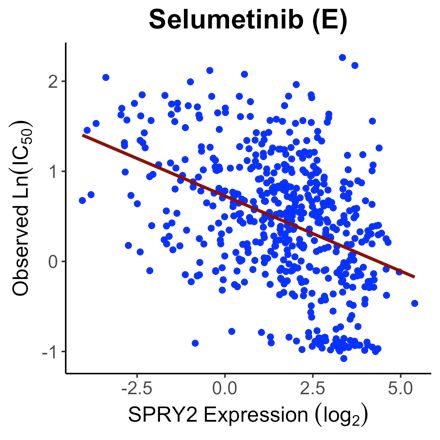 Selumetinib (E)
Observed Ln(IC50)
2
1
0
-1
-2.5 0.0 2.5 5.0
SPRY2 Expression (log2)